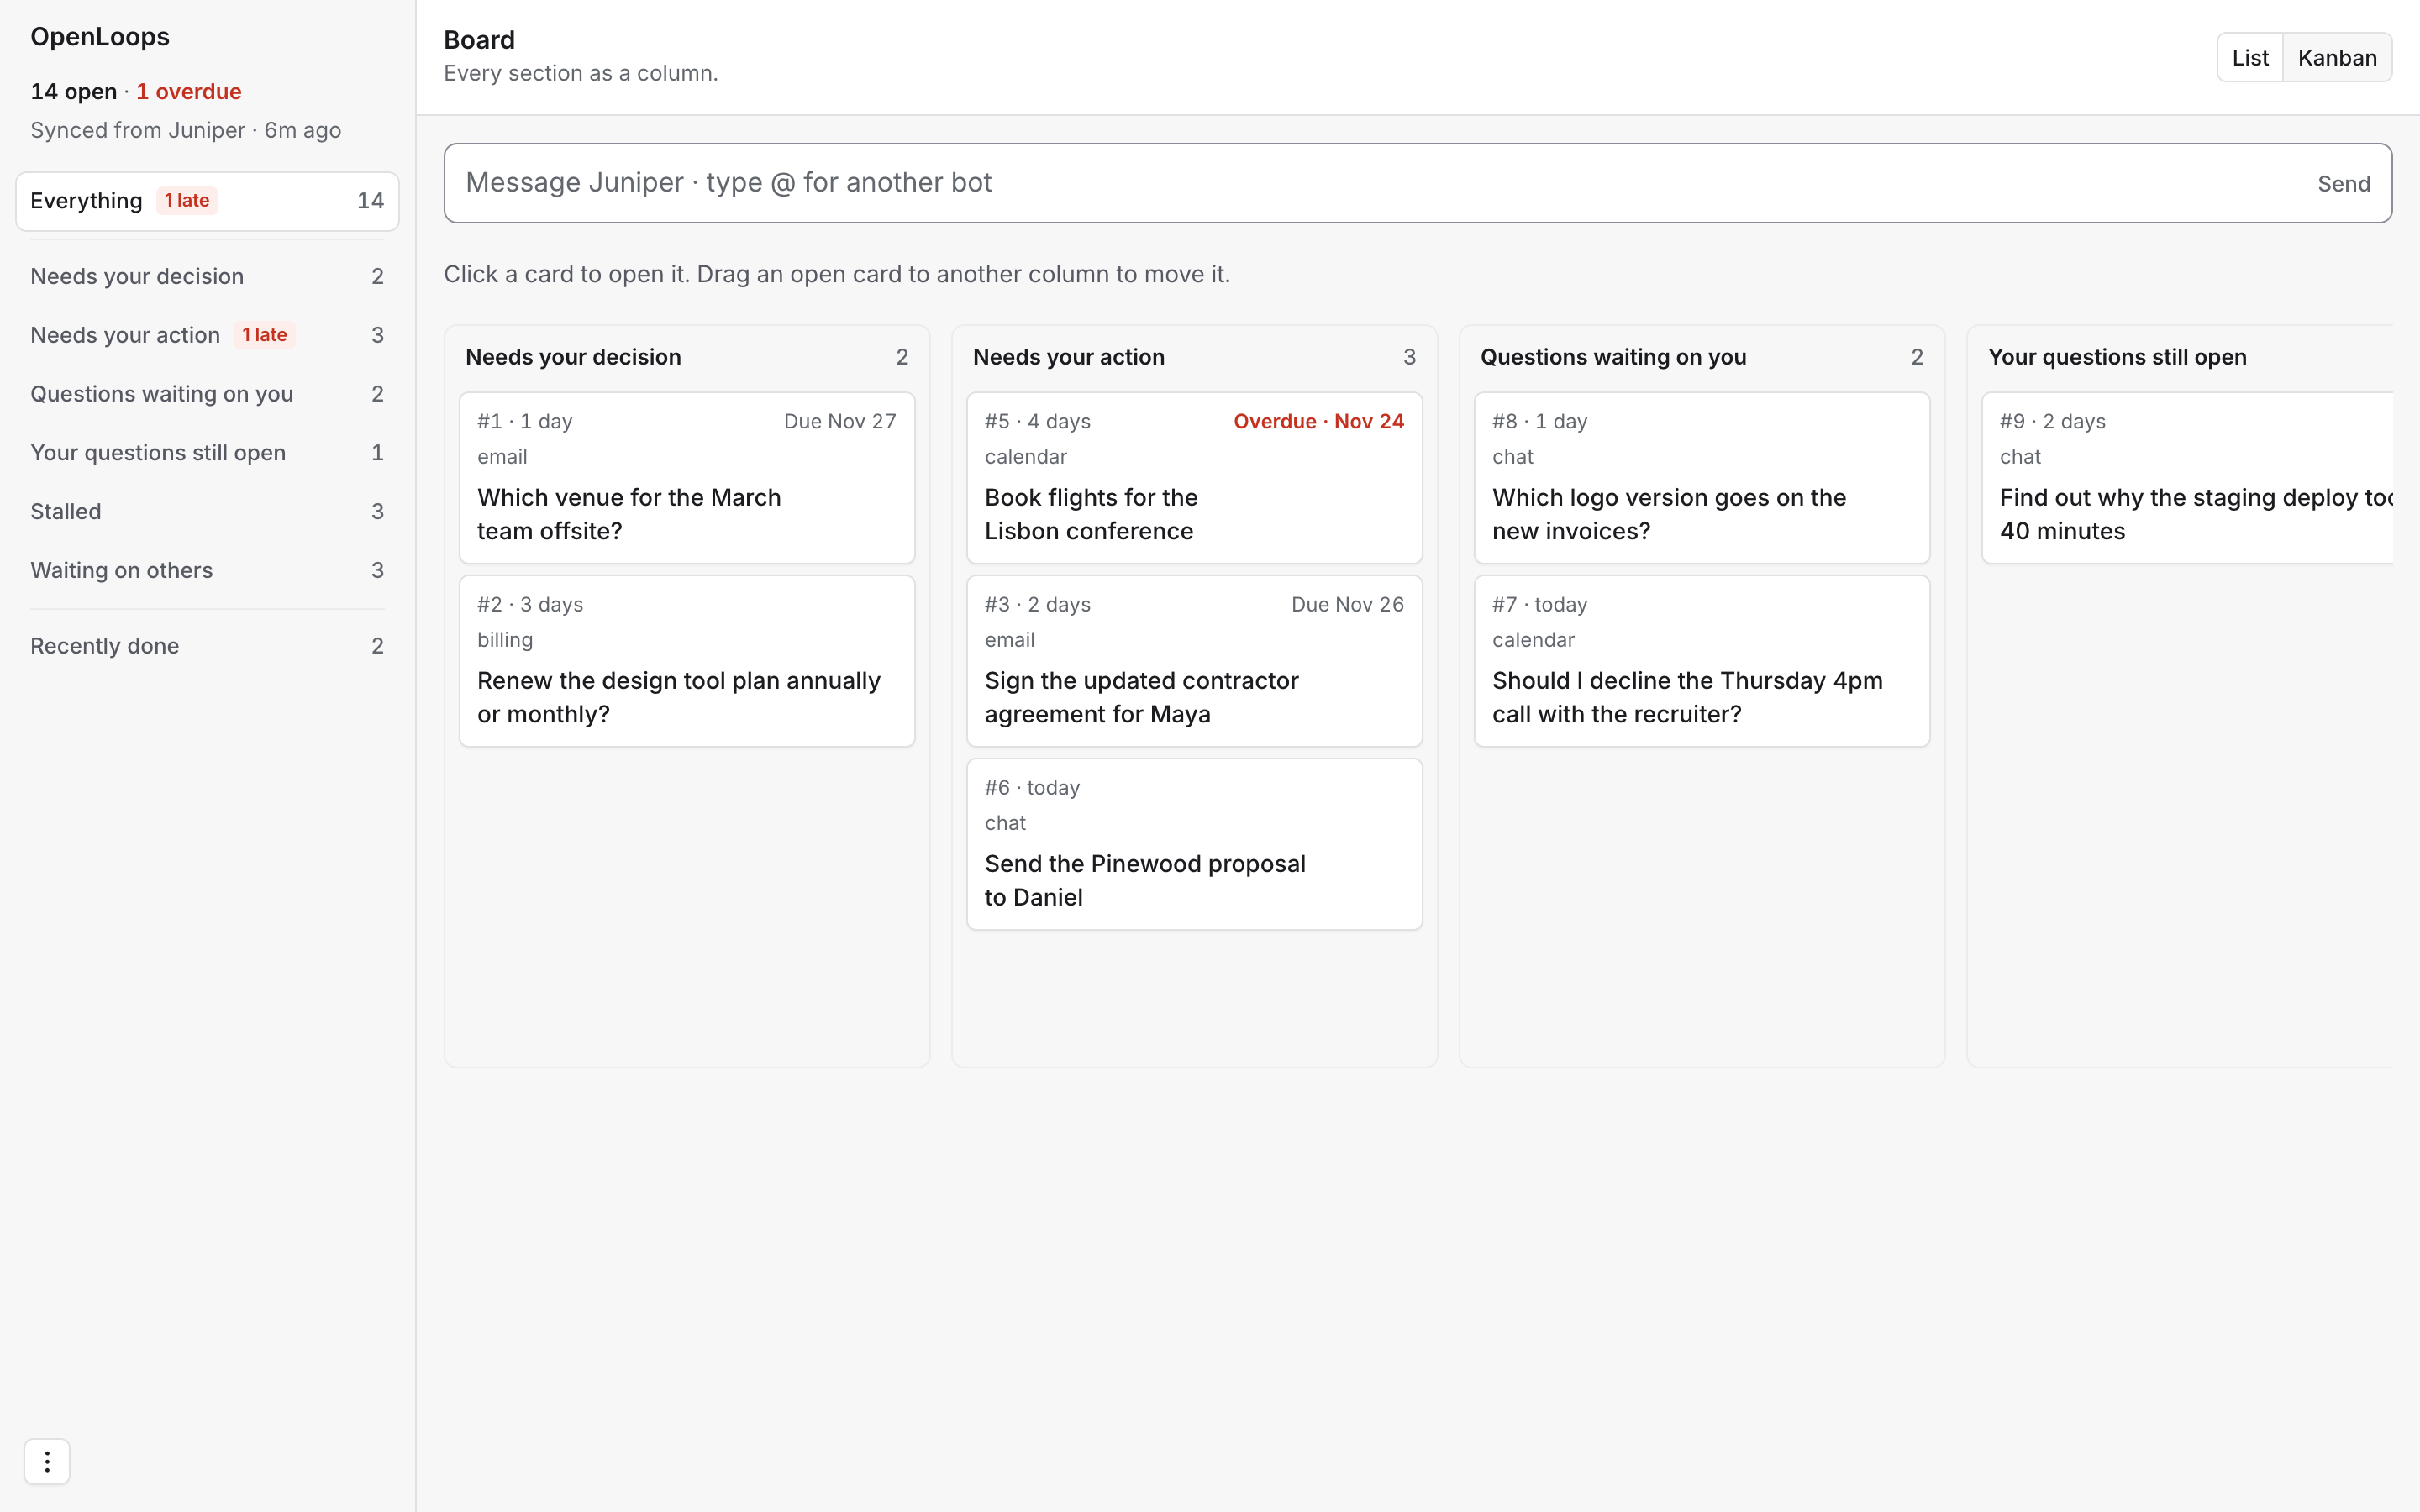 OpenLoops
14 open · 1 overdue
Synced from Juniper · 6m ago
Everything 1 late 14
Needs your decision 2
Needs your action 1 late 3
Questions waiting on you 2
Your questions still open 1
Stalled 3
Waiting on others 3
Recently done 2
Board
Every section as a column.
List Kanban
Message Juniper · type @ for another bot
Send
Click a card to open it. Drag an open card to another column to move it.
Needs your decision 2
#1 · 1 day Due Nov 27
email
Which venue for the March
team offsite?
#2 · 3 days
billing
Renew the design tool plan annually
or monthly?
Needs your action 3
#5 · 4 days Overdue · Nov 24
calendar
Book flights for the
Lisbon conference
#3 · 2 days Due Nov 26
email
Sign the updated contractor
agreement for Maya
#6 · today
chat
Send the Pinewood proposal
to Daniel
Questions waiting on you 2
#8 · 1 day
chat
Which logo version goes on the
new invoices?
#7 · today
calendar
Should I decline the Thursday 4pm
call with the recruiter?
Your questions still open
#9 · 2 days
chat
Find out why the staging deploy
40 minutes